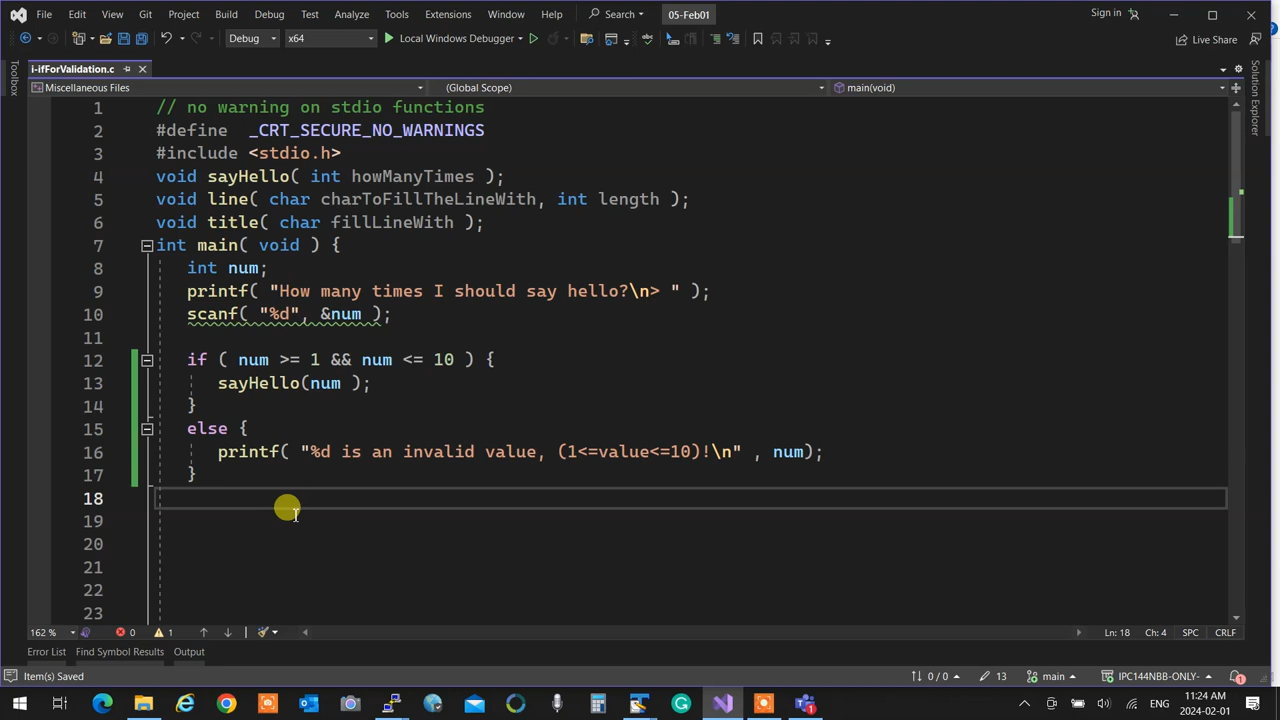 File Edit View Git Project Build Debug Test Analyze Tools Extensions Window Help Search 05-Feb01 Sign in
Debug x64 Local Windows Debugger Live Share
i-ifForValidation.c
Miscellaneous Files (Global Scope) main(void)
Toolbox
Solution Explorer
1 // no warning on stdio functions
2 #define _CRT_SECURE_NO_WARNINGS
3 #include <stdio.h>
4 void sayHello( int howManyTimes );
5 void line( char charToFillTheLineWith, int length );
6 void title( char fillLineWith );
7 int main( void ) {
8 int num;
9 printf( "How many times I should say hello?\n> " );
10 scanf( "%d", &num );
11
12 if ( num >= 1 && num <= 10 ) {
13 sayHello(num );
14 }
15 else {
16 printf( "%d is an invalid value, (1<=value<=10)!\n" , num);
17 }
18
19
20
21
22
23
162 % 0 1 Ln: 18 Ch: 4 SPC CRLF
Error List Find Symbol Results Output
Item(s) Saved 0 / 0 13 main IPC144NBB-ONLY- 1
ENG 11:24 AM
2024-02-01